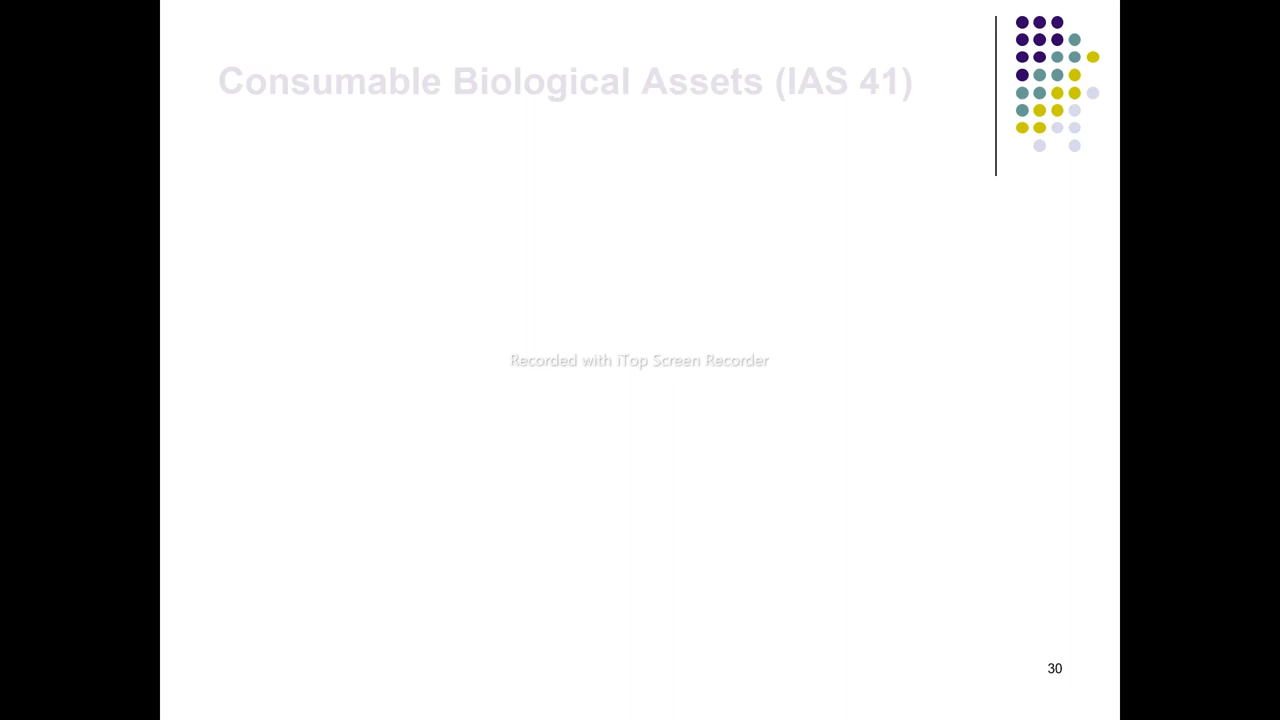 Consumable Biological Assets (IAS 41)
Recorded with iTop Screen Recorder
30